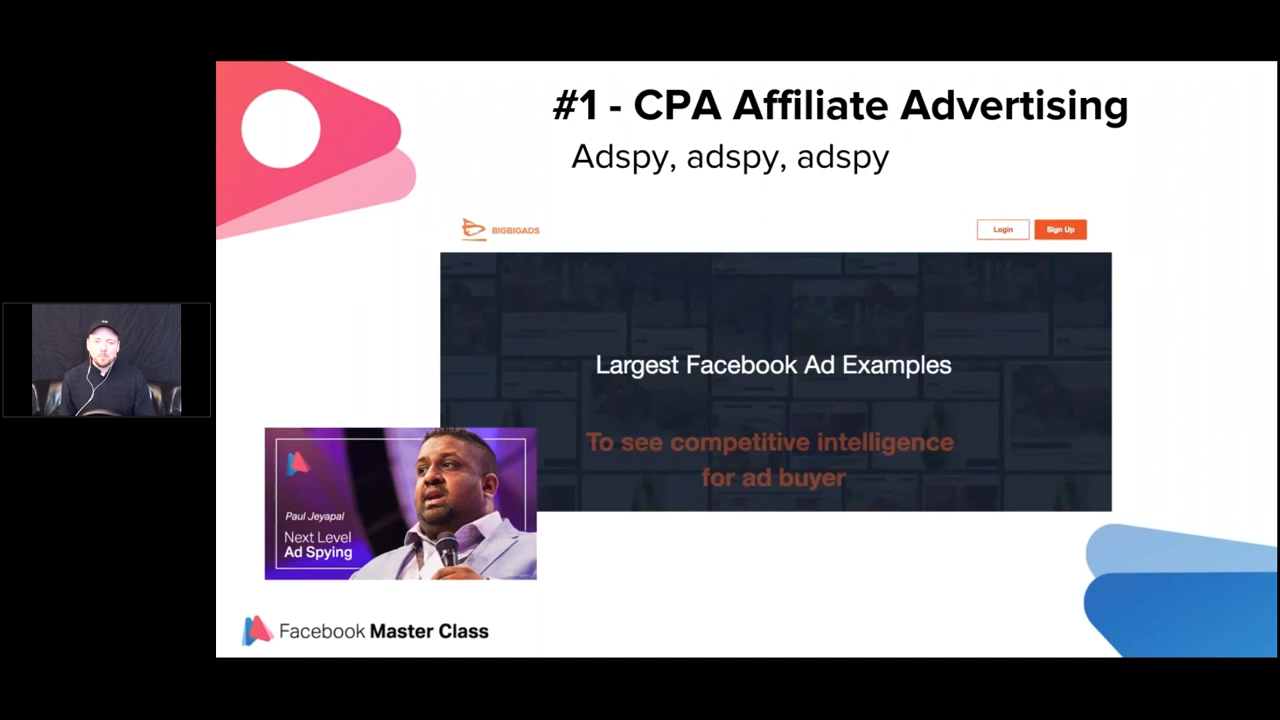 #1 - CPA Affiliate Advertising
Adspy, adspy, adspy
BIGBIGADS
Login
Sign Up
Largest Facebook Ad Examples
To see competitive intelligence
for ad buyer
Paul Jeyapal
Next Level
Ad Spying
Facebook Master Class